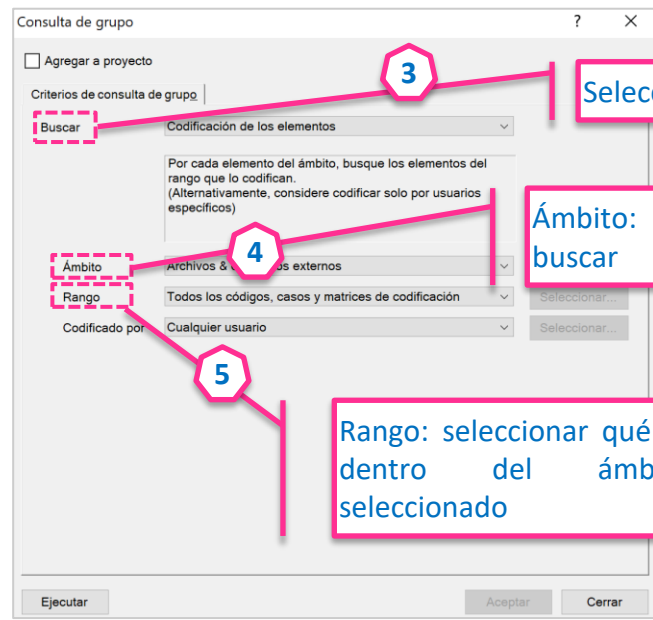 Consulta de grupo ? ✕
Agregar a proyecto
Criterios de consulta de grupo
3
Selecc
Buscar Codificación de los elementos
Por cada elemento del ámbito, busque los elementos del
rango que lo codifican.
(Alternativamente, considere codificar solo por usuarios
específicos)
Ámbito:
buscar
4
Ámbito Archivos & externos
Rango Todos los códigos, casos y matrices de codificación Seleccionar...
Codificado por Cualquier usuario Seleccionar...
5
Rango: seleccionar qué
dentro del ámb
seleccionado
Ejecutar Aceptar Cerrar